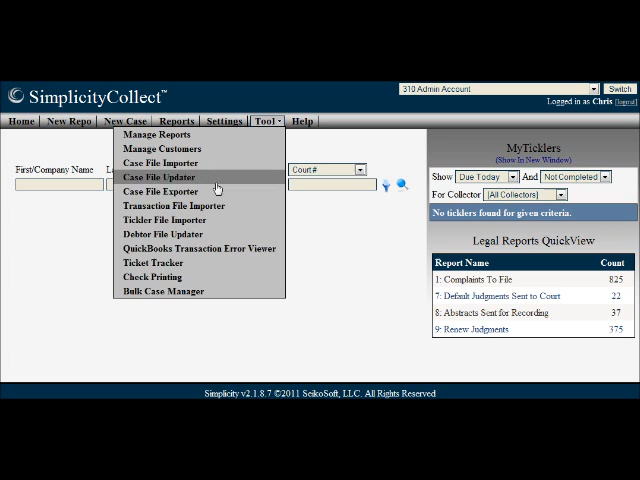 310 Admin Account
Switch
SimplicityCollect™
Logged in as Chris [logout]
Home New Repo New Case Reports Settings Tool Help
Manage Reports
Manage Customers
Case File Importer
Case File Updater
Case File Exporter
Transaction File Importer
Tickler File Importer
Debtor File Updater
QuickBooks Transaction Error Viewer
Ticket Tracker
Check Printing
Bulk Case Manager
First/Company Name
Court#
MyTicklers
(Show In New Window)
Show Due Today And Not Completed
For Collector [All Collectors]
No ticklers found for given criteria.
Legal Reports QuickView
Report Name Count
1: Complaints To File 825
7: Default Judgments Sent to Court 22
8: Abstracts Sent for Recording 37
9: Renew Judgments 375
Simplicity v2.1.8.7 ©2011 SeikoSoft, LLC. All Rights Reserved